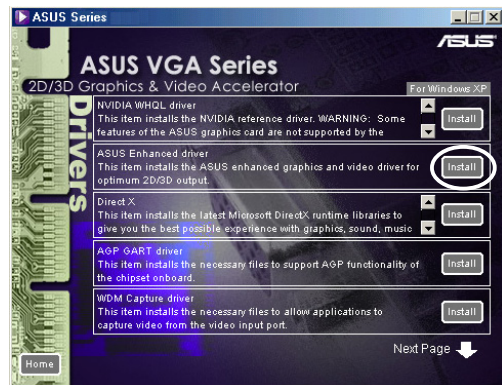 ASUS Series
ASUS
ASUS VGA Series
2D/3D Graphics & Video Accelerator
For Windows XP
Drivers
NVIDIA WHQL driver
This item installs the NVIDIA reference driver. WARNING: Some
features of the ASUS graphics card are not supported by the
Install
ASUS Enhanced driver
This item installs the ASUS enhanced graphics and video driver for
optimum 2D/3D output.
Install
Direct X
This item installs the latest Microsoft DirectX runtime libraries to
give you the best possible experience with graphics, sound, music
Install
AGP GART driver
This item installs the necessary files to support AGP functionality of
the chipset onboard.
Install
WDM Capture driver
This item installs the necessary files to allow applications to
capture video from the video input port.
Install
Next Page
Home